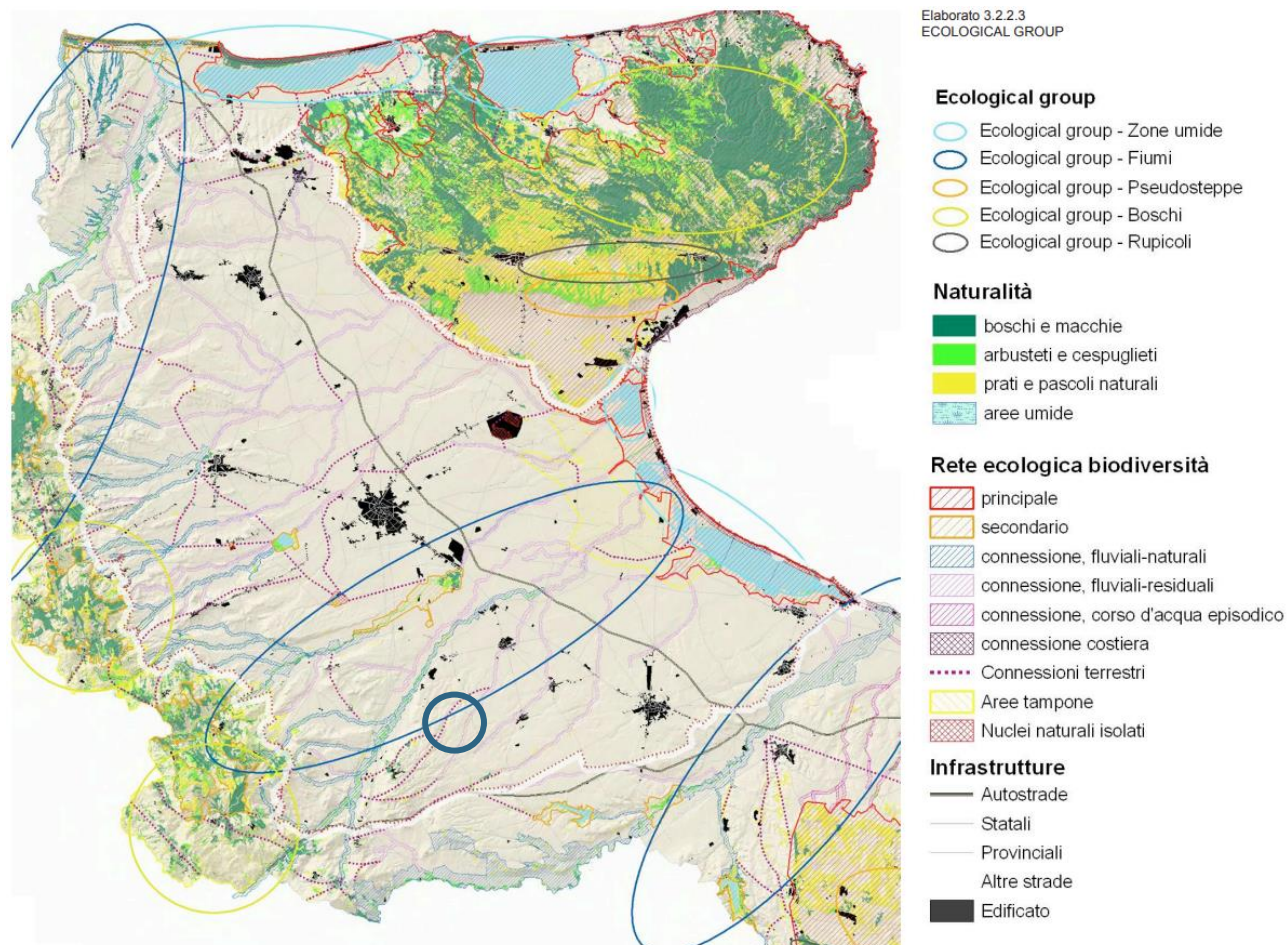 Elaborato 3.2.2.3
ECOLOGICAL GROUP
Ecological group
Ecological group - Zone umide
Ecological group - Fiumi
Ecological group - Pseudosteppe
Ecological group - Boschi
Ecological group - Rupicoli
Naturalità
boschi e macchie
arbusteti e cespuglieti
prati e pascoli naturali
aree umide
Rete ecologica biodiversità
principale
secondario
connessione, fluviali-naturali
connessione, fluviali-residuali
connessione, corso d'acqua episodico
connessione costiera
Connessioni terrestri
Aree tampone
Nuclei naturali isolati
Infrastrutture
Autostrade
Statali
Provinciali
Altre strade
Edificato